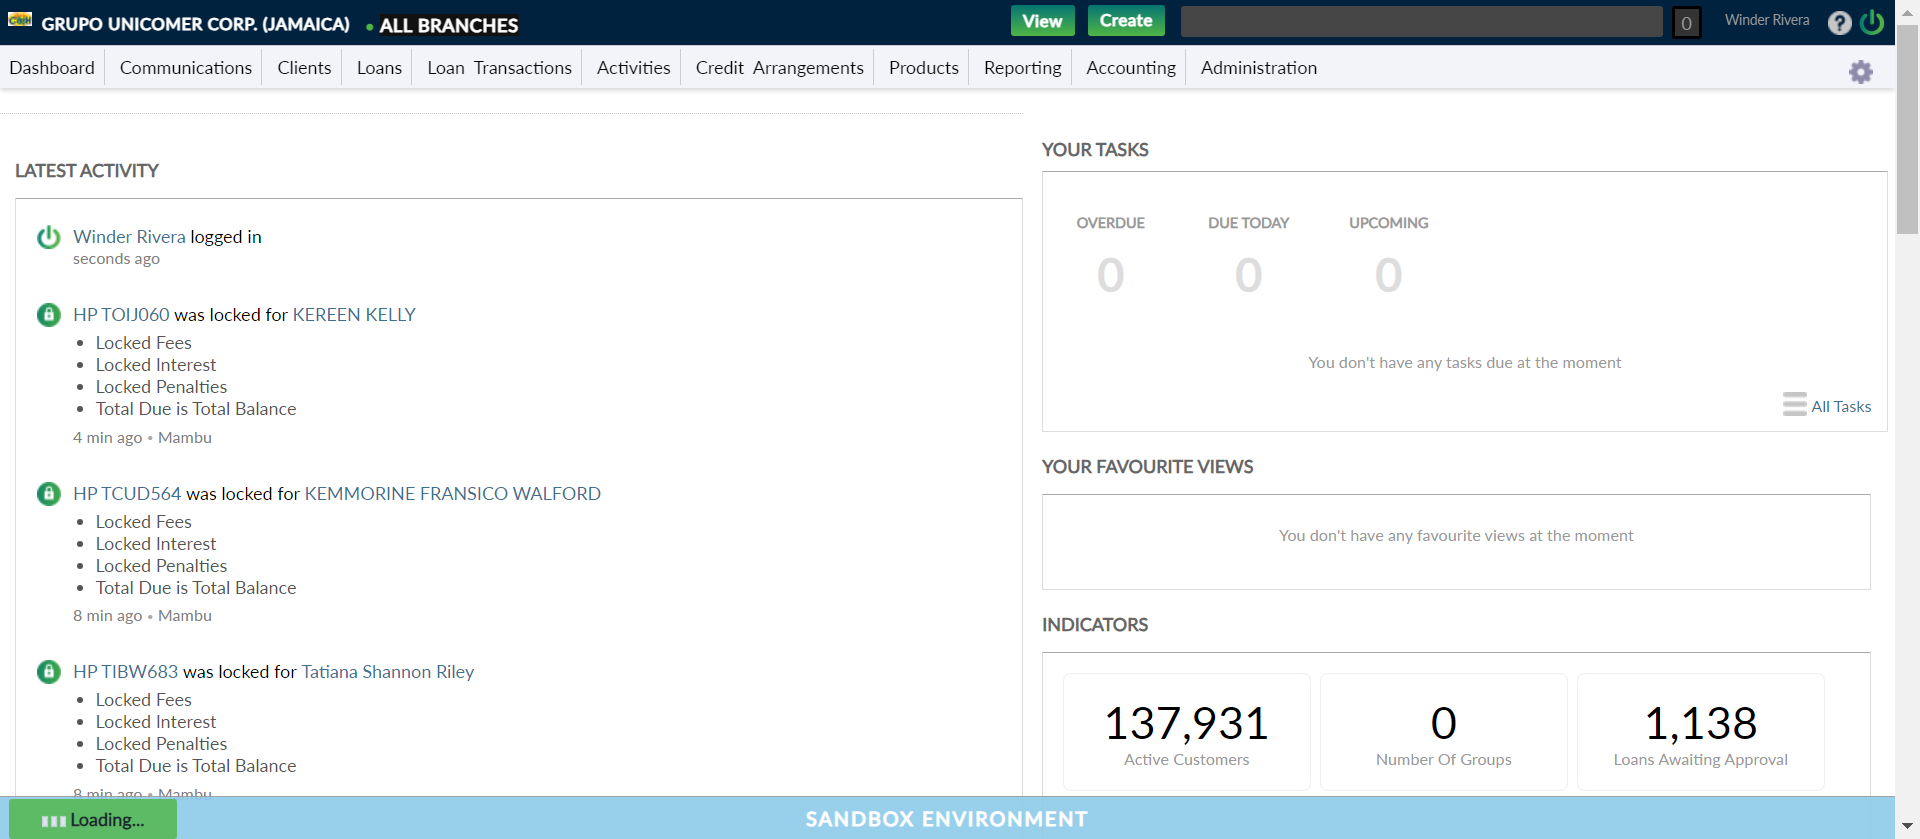 Cash
GRUPO UNICOMER CORP. (JAMAICA) • ALL BRANCHES
View Create 0 Winder Rivera ?
Dashboard Communications Clients Loans Loan Transactions Activities Credit Arrangements Products Reporting Accounting Administration
LATEST ACTIVITY
Winder Rivera logged in
seconds ago
HP TOIJ060 was locked for KEREEN KELLY
• Locked Fees
• Locked Interest
• Locked Penalties
• Total Due is Total Balance
4 min ago • Mambu
HP TCUD564 was locked for KEMMORINE FRANSICO WALFORD
• Locked Fees
• Locked Interest
• Locked Penalties
• Total Due is Total Balance
8 min ago • Mambu
HP TIBW683 was locked for Tatiana Shannon Riley
• Locked Fees
• Locked Interest
• Locked Penalties
• Total Due is Total Balance
8 min ago • Mambu
YOUR TASKS
OVERDUE DUE TODAY UPCOMING
0 0 0
You don't have any tasks due at the moment
All Tasks
YOUR FAVOURITE VIEWS
You don't have any favourite views at the moment
INDICATORS
137,931 0 1,138
Active Customers Number Of Groups Loans Awaiting Approval
Loading...
SANDBOX ENVIRONMENT